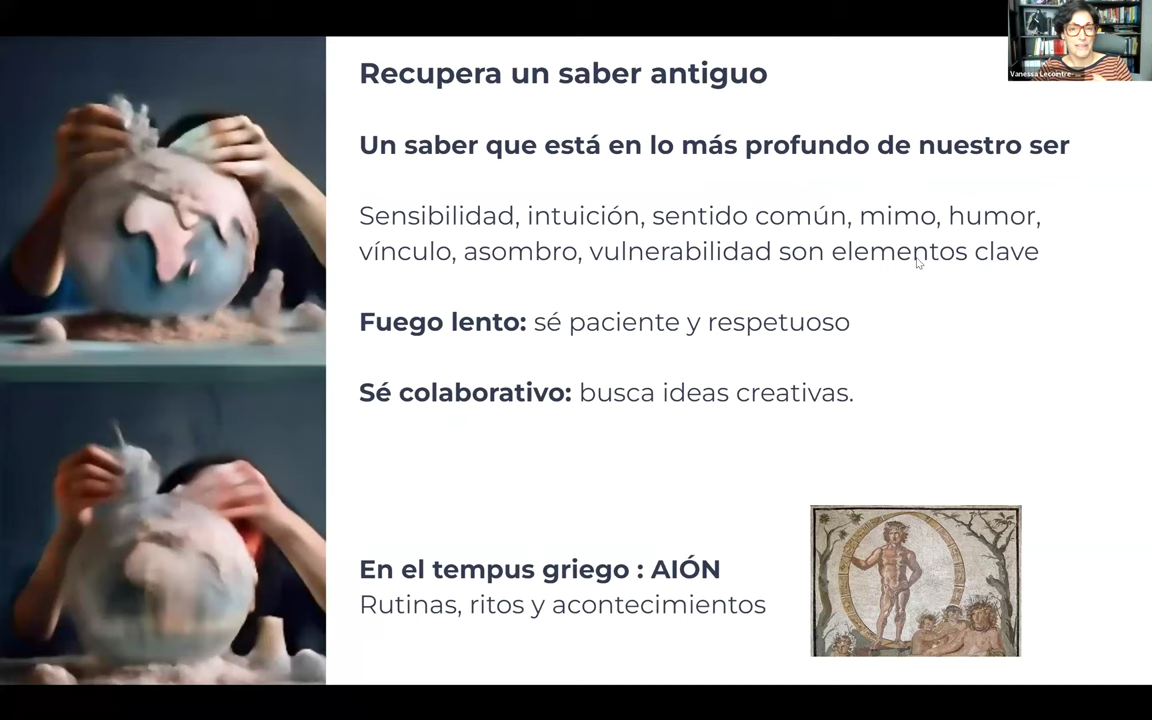 Recupera un saber antiguo
Un saber que está en lo más profundo de nuestro ser
Sensibilidad, intuición, sentido común, mimo, humor,
vínculo, asombro, vulnerabilidad son elementos clave
Fuego lento: sé paciente y respetuoso
Sé colaborativo: busca ideas creativas.
En el tempus griego : AIÓN
Rutinas, ritos y acontecimientos
Vanessa Lecointre